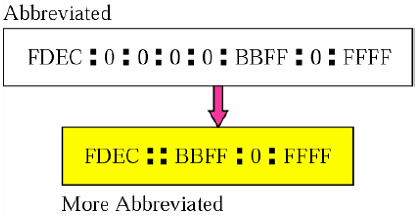 Abbreviated
FDEC : 0 : 0 : 0 : 0 : BBFF : 0 : FFFF
FDEC : : BBFF : 0 : FFFF
More Abbreviated